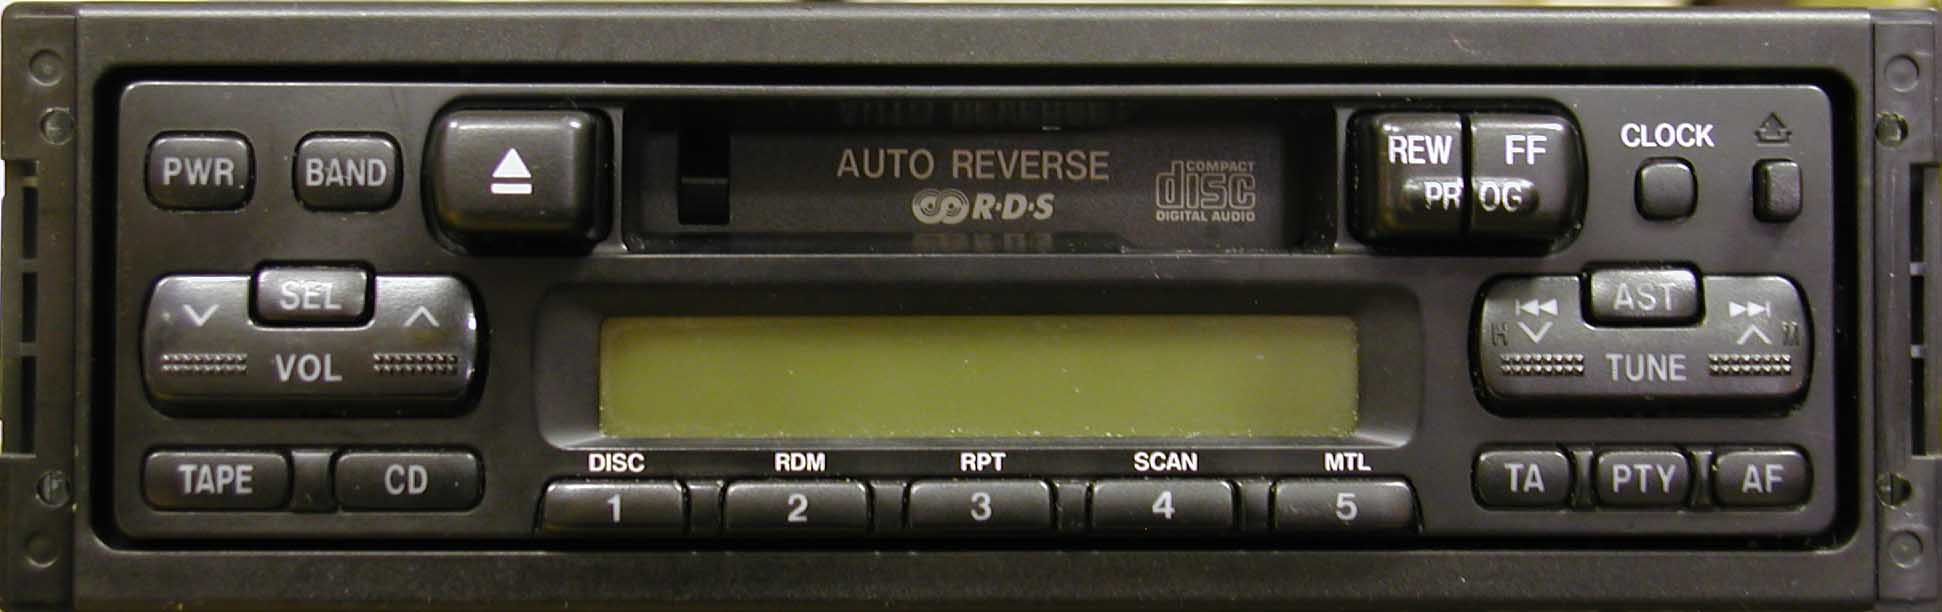 PWR BAND AUTO REVERSE REW FF CLOCK
R·D·S COMPACT disc DIGITAL AUDIO PROG
SEL AST
VOL H M TUNE
TAPE CD DISC RDM RPT SCAN MTL TA PTY AF
1 2 3 4 5